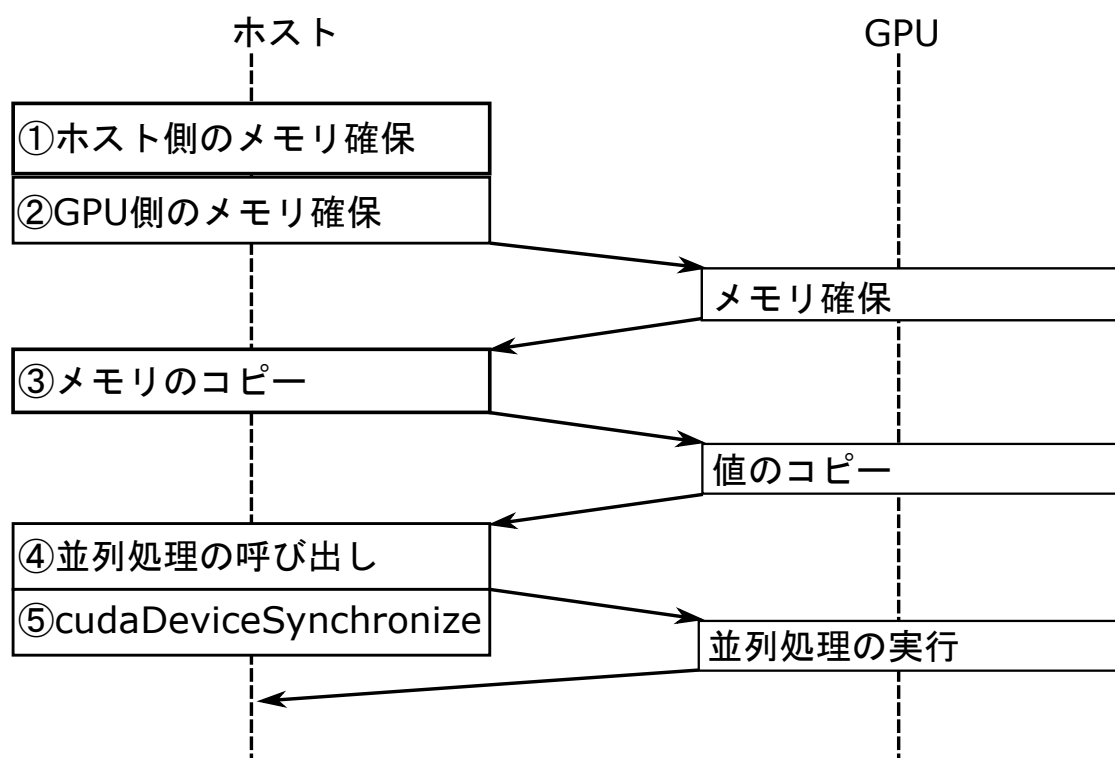 ホスト
GPU
①ホスト側のメモリ確保
②GPU側のメモリ確保
メモリ確保
③メモリのコピー
値のコピー
④並列処理の呼び出し
⑤cudaDeviceSynchronize
並列処理の実行